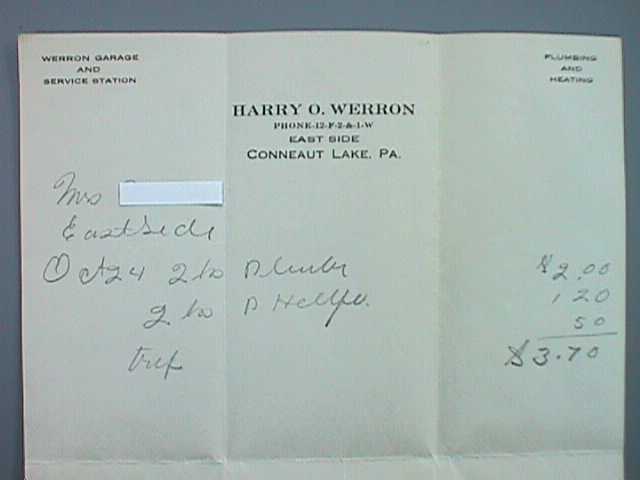 WERRON GARAGE
AND
SERVICE STATION
PLUMBING
AND
HEATING
HARRY O. WERRON
PHONE-12-F-2-&-1-W
EAST SIDE
CONNEAUT LAKE, PA.
Mrs
East Side
Oct 24 2 hr Plumber $2.00
2 hr P Helper 1 20
trip 50
$3.70